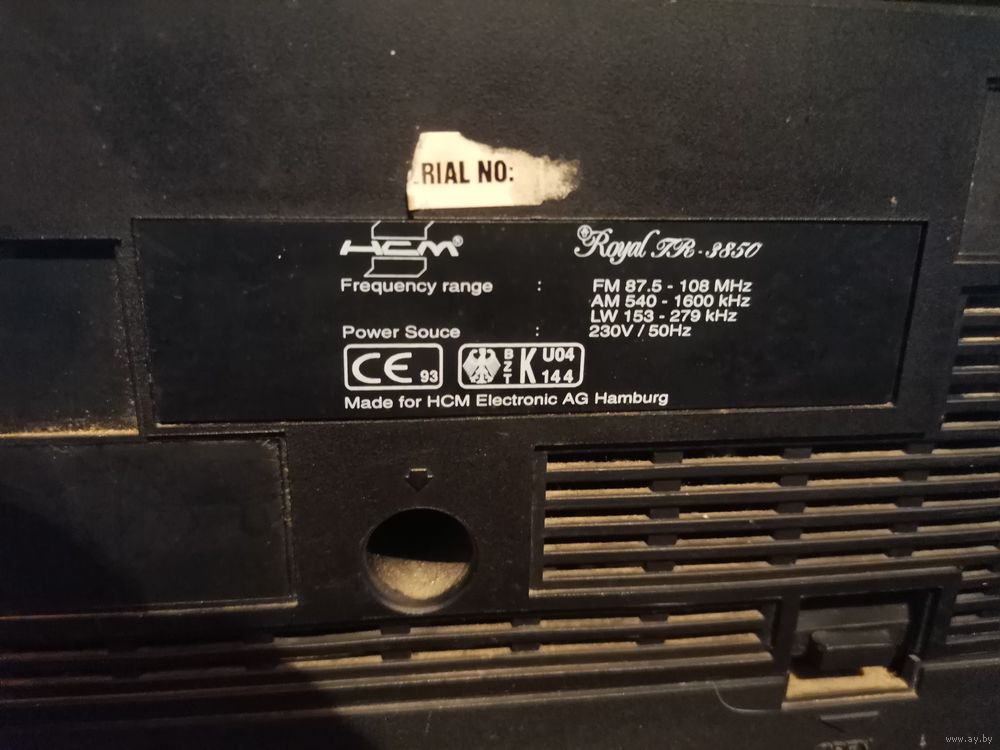 RIAL NO:
HCM®
Royal TR-3850
Frequency range : FM 87.5 - 108 MHz
AM 540 - 1600 kHz
LW 153 - 279 kHz
Power Souce : 230V / 50Hz
CE 93
BZT K U04 144
Made for HCM Electronic AG Hamburg
www.ay.by